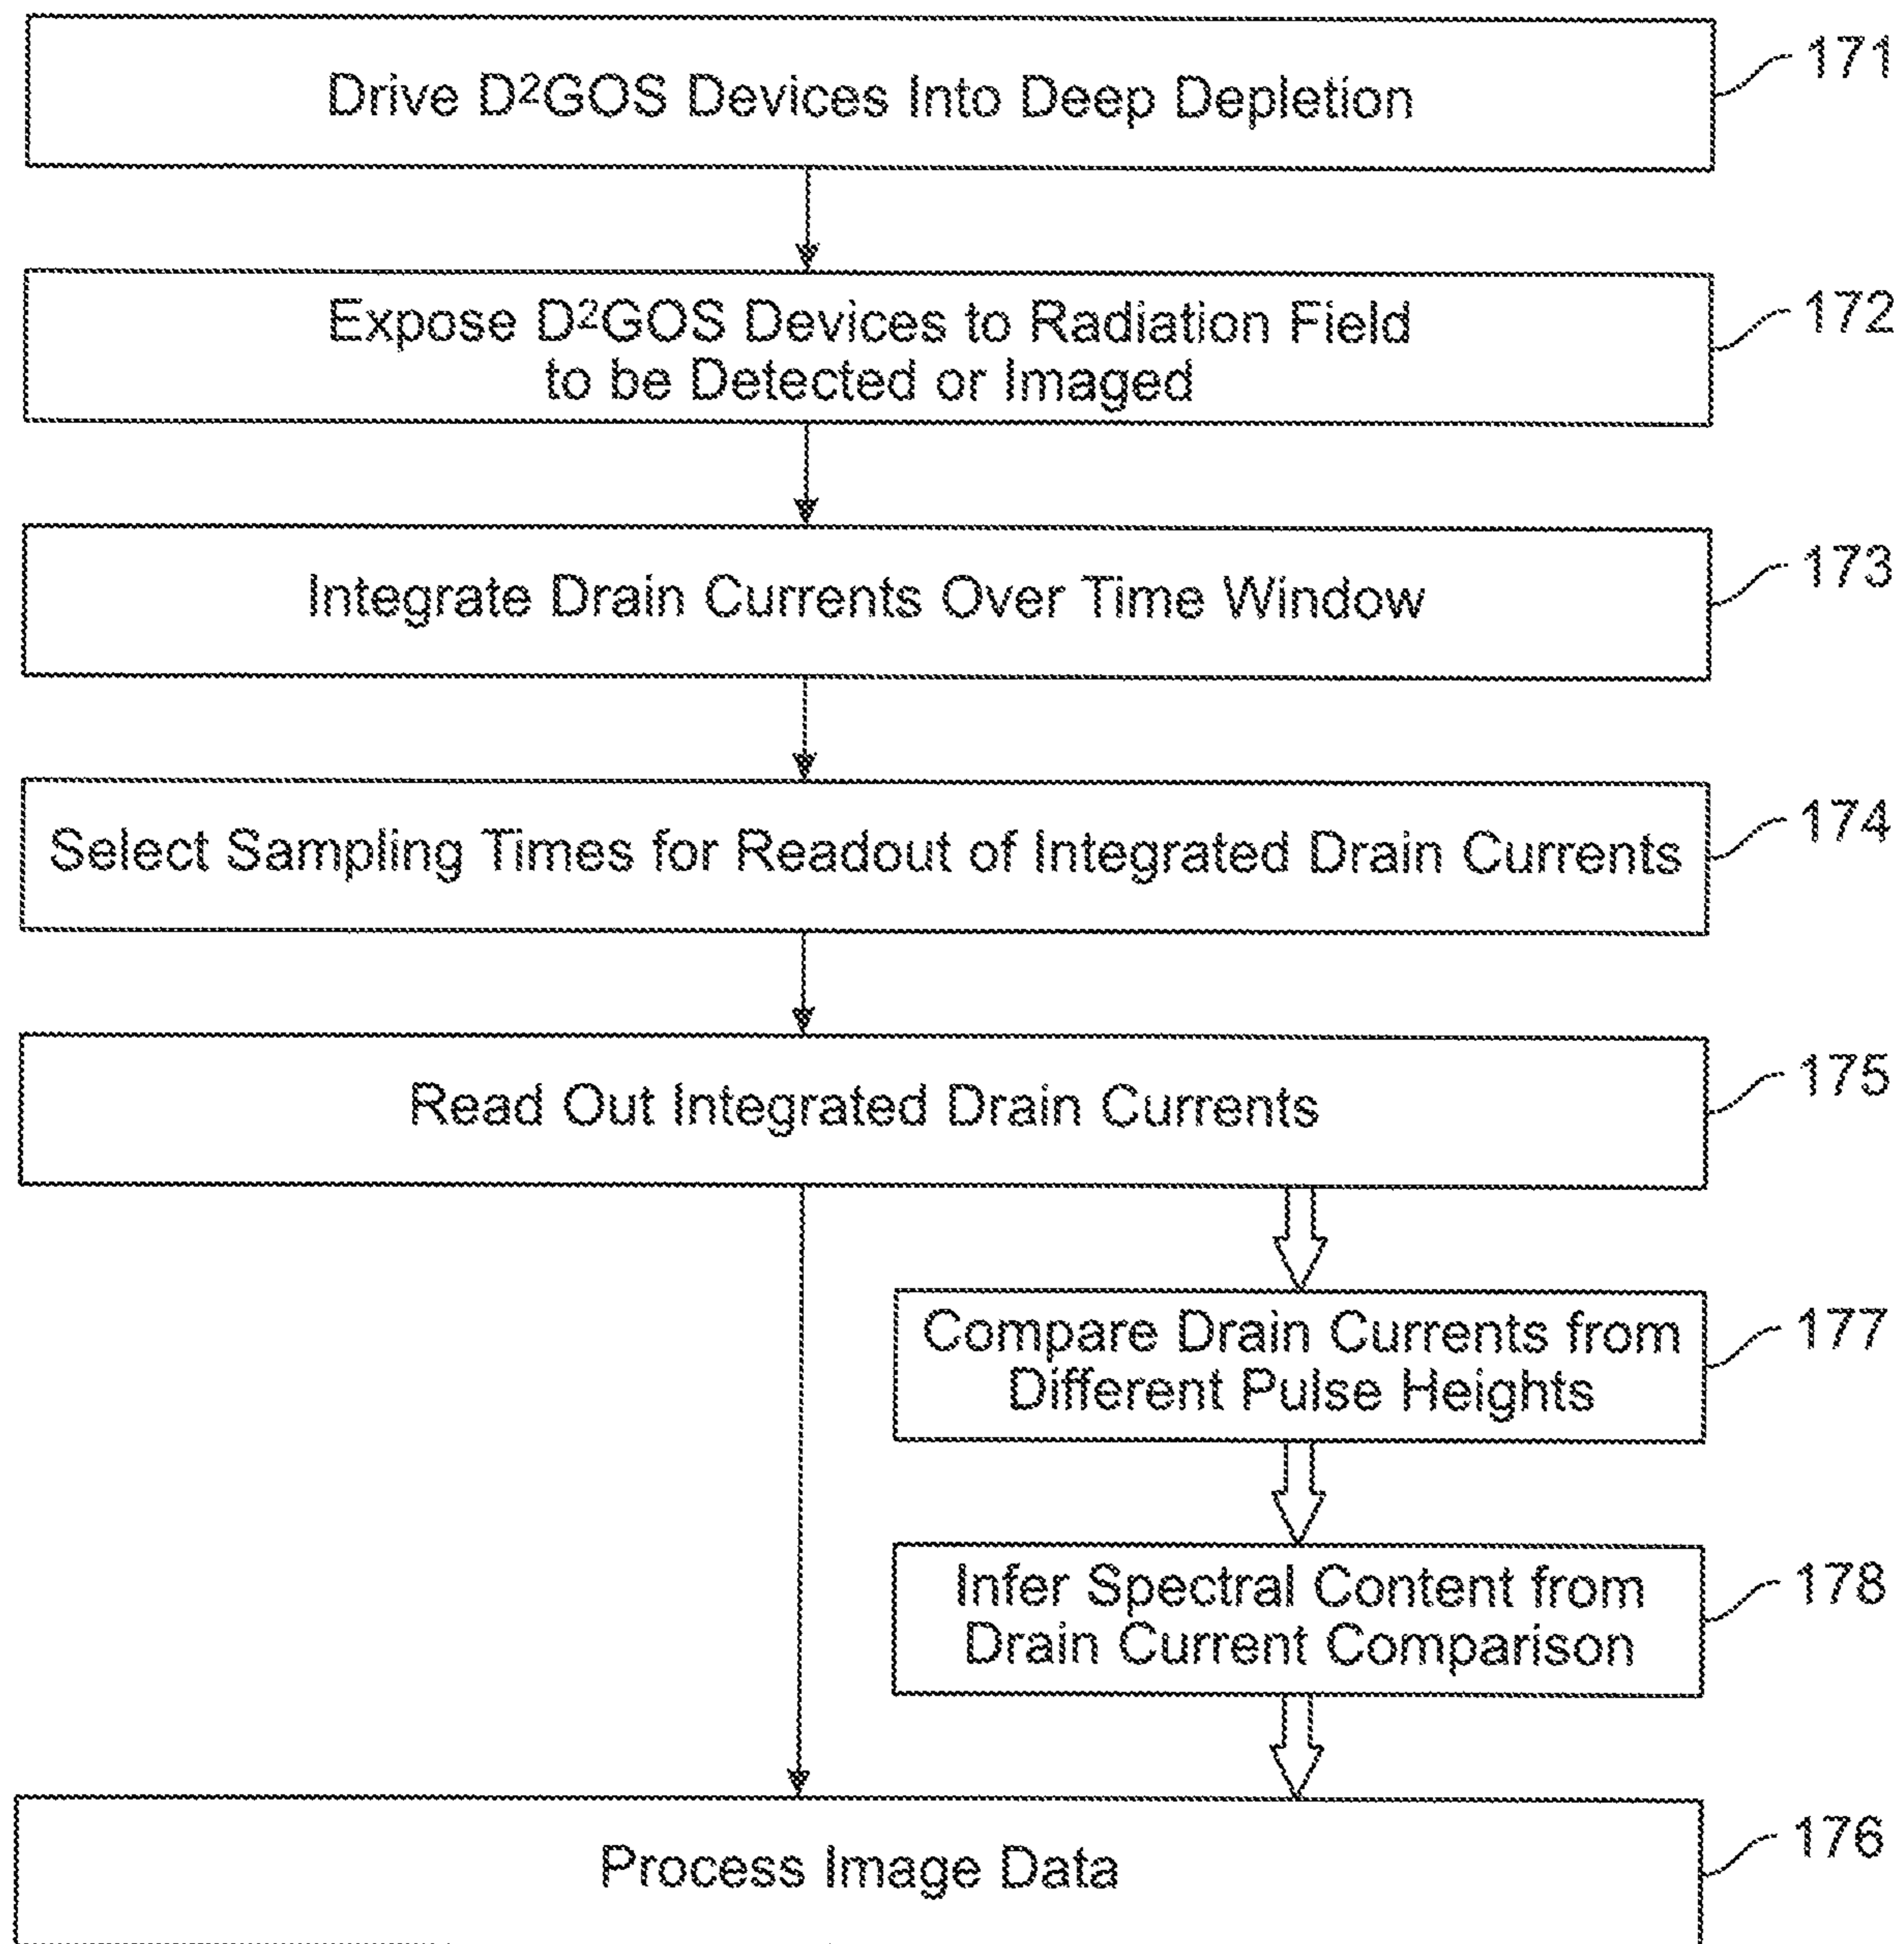 Drive D²GOS Devices Into Deep Depletion
171
Expose D²GOS Devices to Radiation Field
to be Detected or Imaged
172
Integrate Drain Currents Over Time Window
173
Select Sampling Times for Readout of Integrated Drain Currents
174
Read Out Integrated Drain Currents
175
Compare Drain Currents from
Different Pulse Heights
177
Infer Spectral Content from
Drain Current Comparison
178
Process Image Data
176